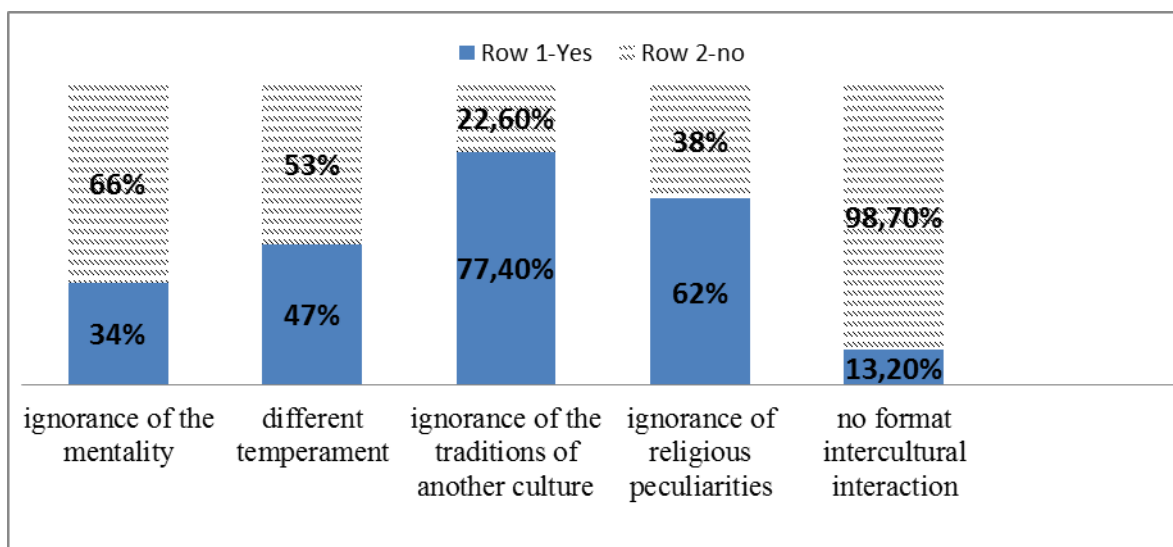 Row 1-Yes Row 2-no
66% 53% 22,60% 38% 98,70%
34% 47% 77,40% 62% 13,20%
ignorance of the mentality
different temperament
ignorance of the traditions of another culture
ignorance of religious peculiarities
no format intercultural interaction